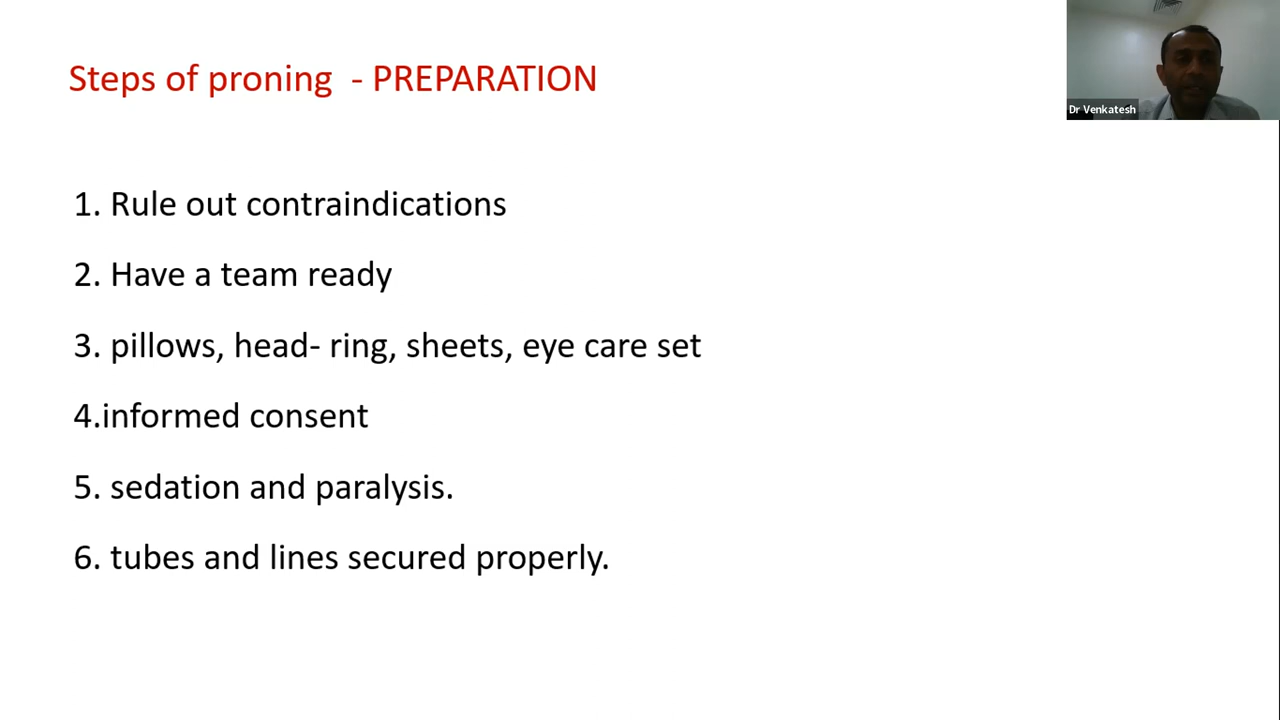 Steps of proning - PREPARATION
Dr Venkatesh
1. Rule out contraindications
2. Have a team ready
3. pillows, head- ring, sheets, eye care set
4.informed consent
5. sedation and paralysis.
6. tubes and lines secured properly.